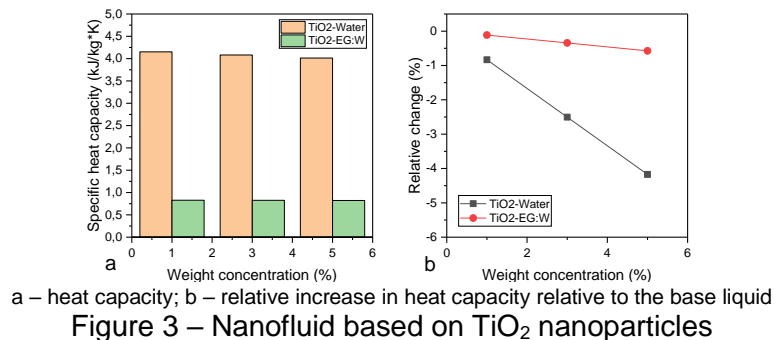 TiO2-Water
TiO2-EG:W
Specific heat capacity (kJ/kg*K)
5,0
4,5
4,0
3,5
3,0
2,5
2,0
1,5
1,0
0,5
0,0
0 1 2 3 4 5 6
a
Weight concentration (%)
Relative change (%)
0
-1
-2
-3
-4
-5
-6
TiO2-Water
TiO2-EG:W
0 2 4 6
b
Weight concentration (%)
a – heat capacity; b – relative increase in heat capacity relative to the base liquid
Figure 3 – Nanofluid based on TiO₂ nanoparticles